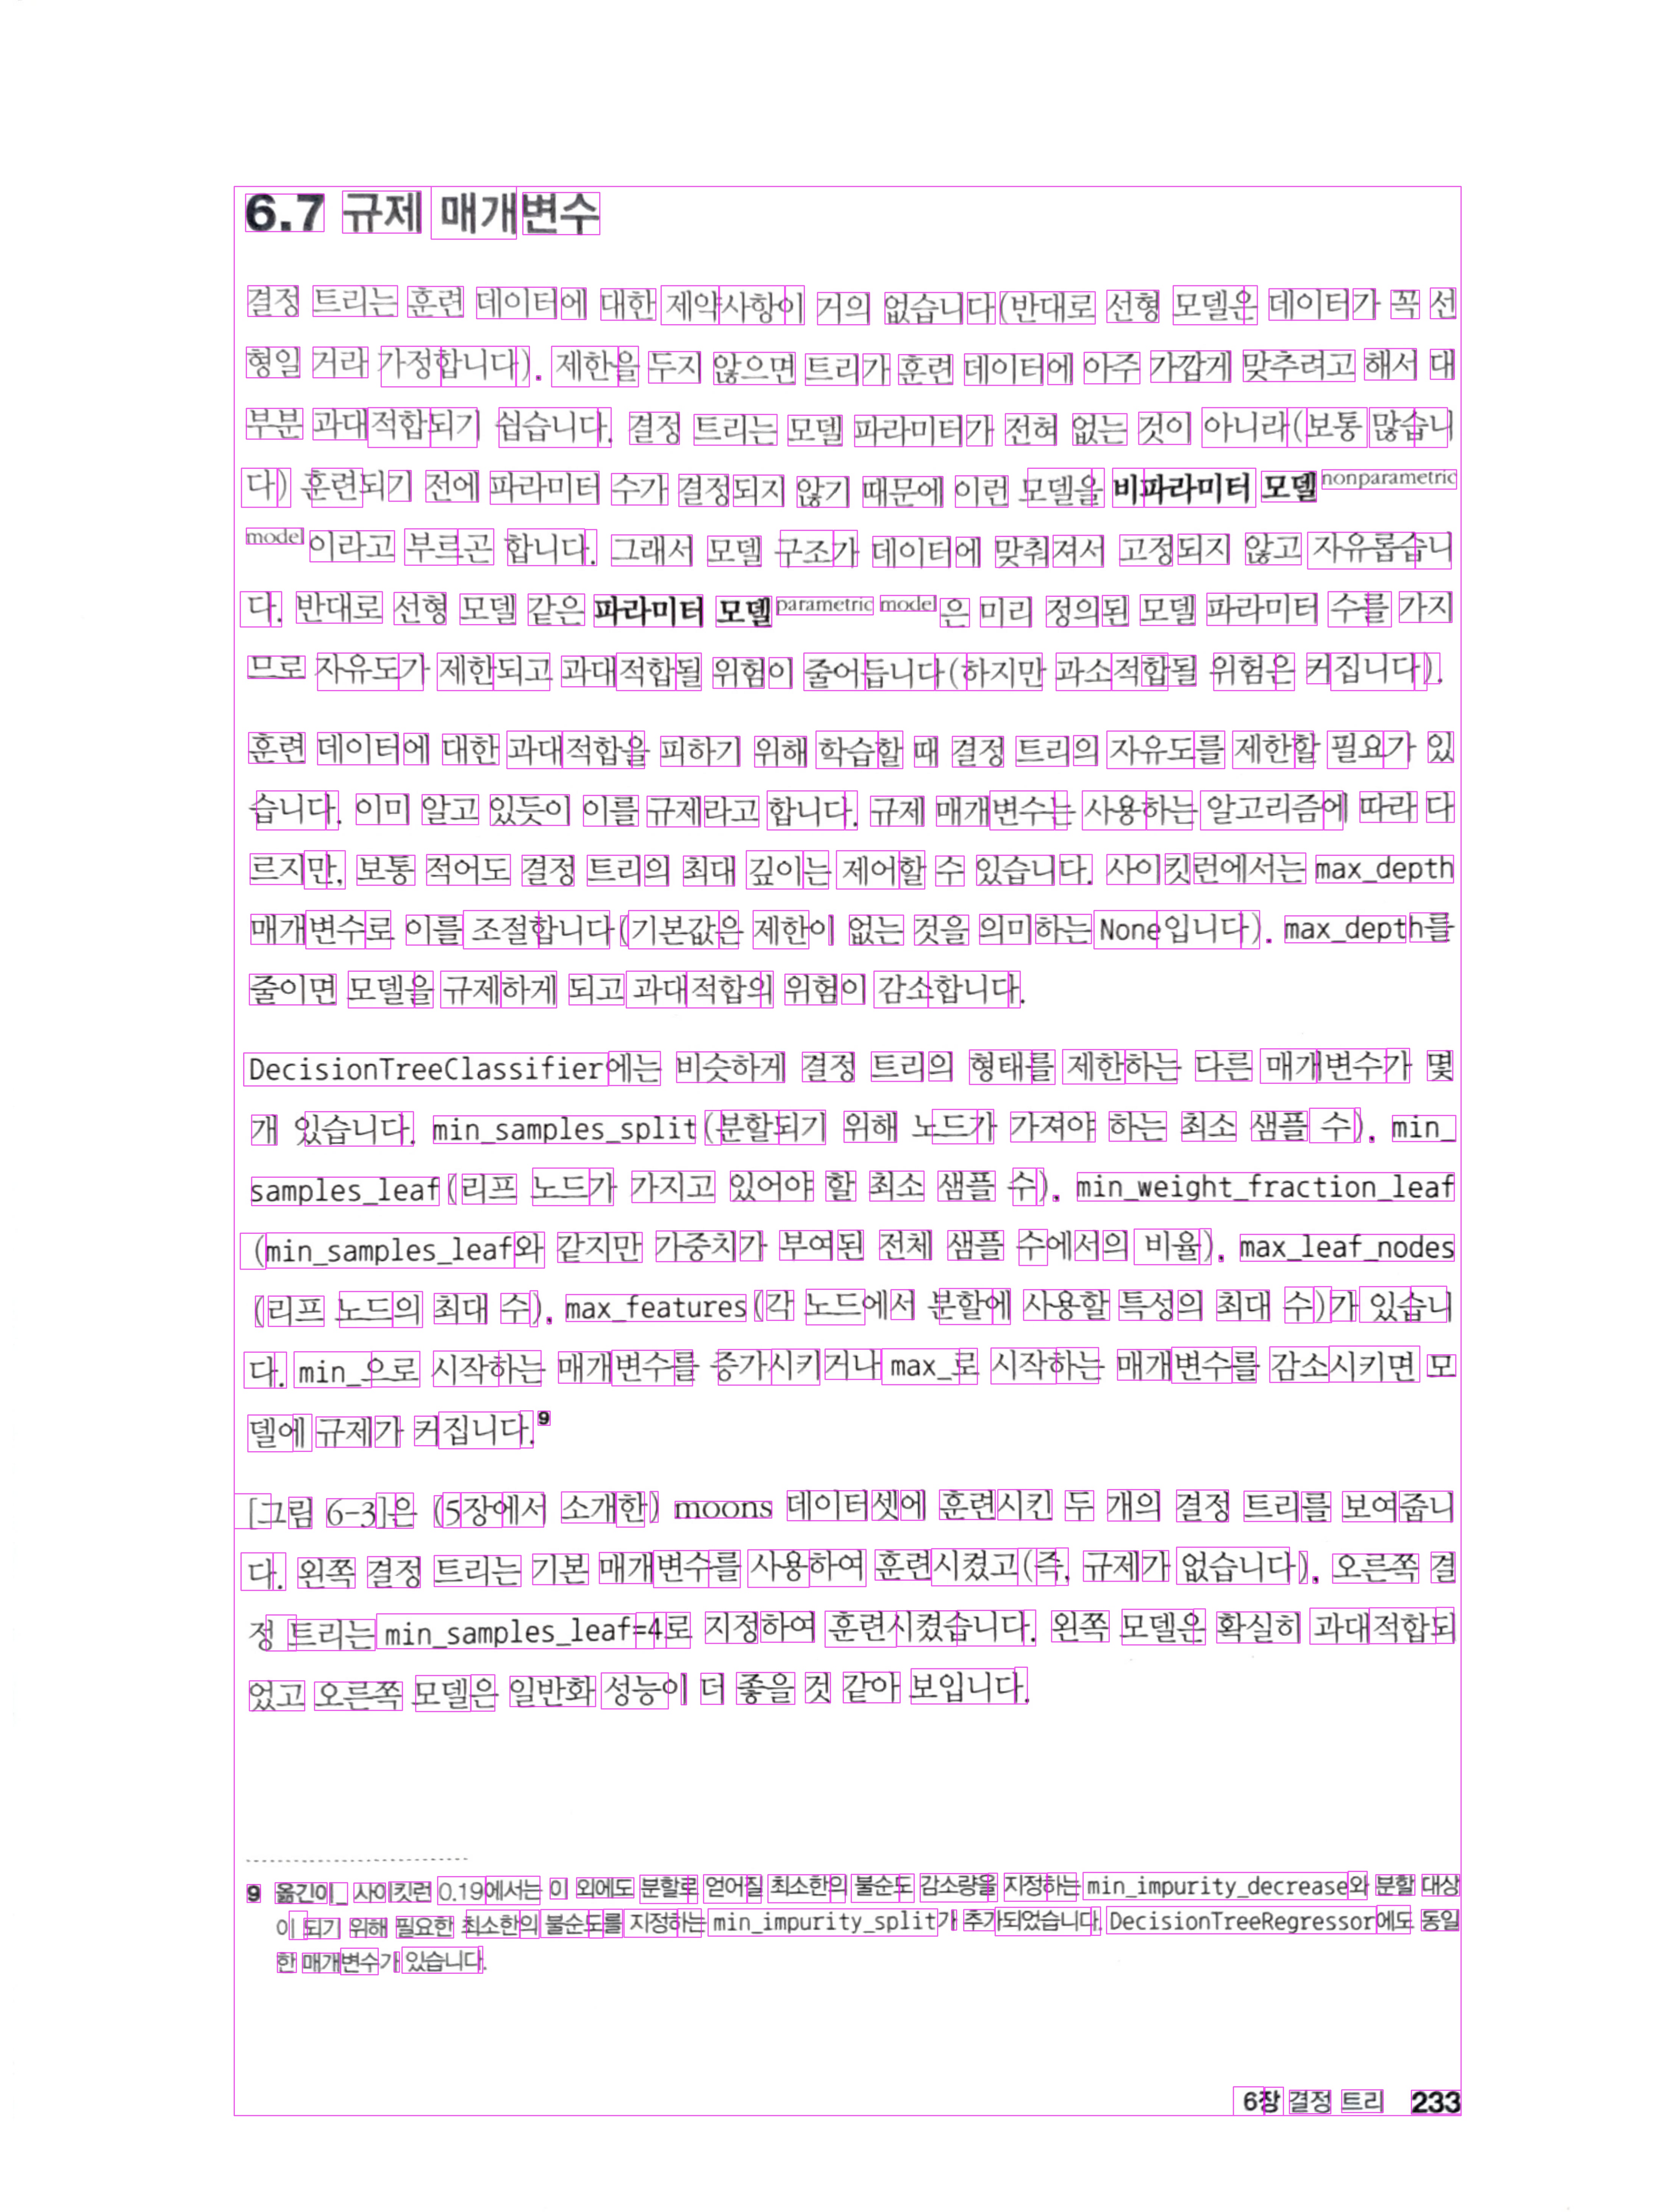 6.7 규제 매개변수
결정 트리는 훈련 데이터에 대한 제약사항이 거의 없습니다(반대로 선형 모델은 데이터가 꼭 선
형일 거라 가정합니다). 제한을 두지 않으면 트리가 훈련 데이터에 아주 가깝게 맞추려고 해서 대
부분 과대적합되기 쉽습니다. 결정 트리는 모델 파라미터가 전혀 없는 것이 아니라(보통 많습니
다) 훈련되기 전에 파라미터 수가 결정되지 않기 때문에 이런 모델을 비파라미터 모델nonparametric
model이라고 부르곤 합니다. 그래서 모델 구조가 데이터에 맞춰져서 고정되지 않고 자유롭습니
다. 반대로 선형 모델 같은 파라미터 모델parametric model은 미리 정의된 모델 파라미터 수를 가지
므로 자유도가 제한되고 과대적합될 위험이 줄어듭니다(하지만 과소적합될 위험은 커집니다).
훈련 데이터에 대한 과대적합을 피하기 위해 학습할 때 결정 트리의 자유도를 제한할 필요가 있
습니다. 이미 알고 있듯이 이를 규제라고 합니다. 규제 매개변수는 사용하는 알고리즘에 따라 다
르지만, 보통 적어도 결정 트리의 최대 깊이는 제어할 수 있습니다. 사이킷런에서는 max_depth
매개변수로 이를 조절합니다(기본값은 제한이 없는 것을 의미하는 None입니다). max_depth를
줄이면 모델을 규제하게 되고 과대적합의 위험이 감소합니다.
DecisionTreeClassifier에는 비슷하게 결정 트리의 형태를 제한하는 다른 매개변수가 몇
개 있습니다. min_samples_split(분할되기 위해 노드가 가져야 하는 최소 샘플 수), min_
samples_leaf(리프 노드가 가지고 있어야 할 최소 샘플 수), min_weight_fraction_leaf
(min_samples_leaf와 같지만 가중치가 부여된 전체 샘플 수에서의 비율), max_leaf_nodes
(리프 노드의 최대 수), max_features(각 노드에서 분할에 사용할 특성의 최대 수)가 있습니
다. min_으로 시작하는 매개변수를 증가시키거나 max_로 시작하는 매개변수를 감소시키면 모
델에 규제가 커집니다.9
[그림 6-3]은 (5장에서 소개한) moons 데이터셋에 훈련시킨 두 개의 결정 트리를 보여줍니
다. 왼쪽 결정 트리는 기본 매개변수를 사용하여 훈련시켰고(즉, 규제가 없습니다), 오른쪽 결
정 트리는 min_samples_leaf=4로 지정하여 훈련시켰습니다. 왼쪽 모델은 확실히 과대적합되
었고 오른쪽 모델은 일반화 성능이 더 좋을 것 같아 보입니다.
9 옮긴이_ 사이킷런 0.19에서는 이 외에도 분할로 얻어질 최소한의 불순도 감소량을 지정하는 min_impurity_decrease와 분할 대상
이 되기 위해 필요한 최소한의 불순도를 지정하는 min_impurity_split가 추가되었습니다. DecisionTreeRegressor에도 동일
한 매개변수가 있습니다.
6장 결정 트리 233